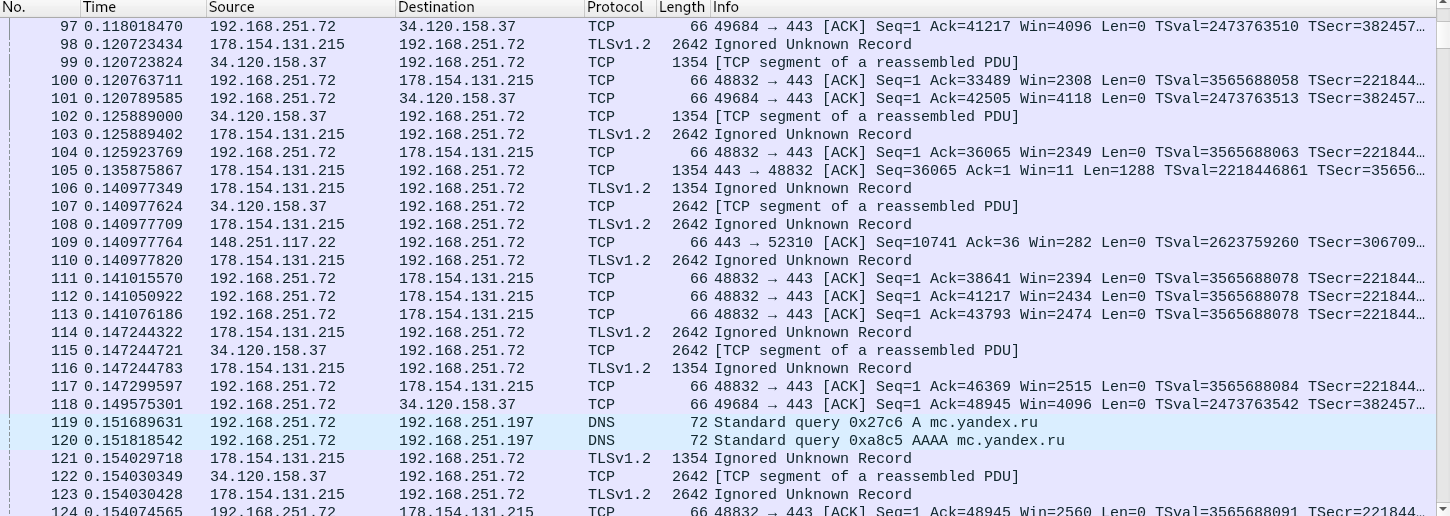 No. Time Source Destination Protocol Length Info
97 0.118018470 192.168.251.72 34.120.158.37 TCP 66 49684 → 443 [ACK] Seq=1 Ack=41217 Win=4096 Len=0 TSval=2473763510 TSecr=382457…
98 0.120723434 178.154.131.215 192.168.251.72 TLSv1.2 2642 Ignored Unknown Record
99 0.120723824 34.120.158.37 192.168.251.72 TCP 1354 [TCP segment of a reassembled PDU]
100 0.120763711 192.168.251.72 178.154.131.215 TCP 66 48832 → 443 [ACK] Seq=1 Ack=33489 Win=2308 Len=0 TSval=3565688058 TSecr=221844…
101 0.120789585 192.168.251.72 34.120.158.37 TCP 66 49684 → 443 [ACK] Seq=1 Ack=42505 Win=4118 Len=0 TSval=2473763513 TSecr=382457…
102 0.125889000 34.120.158.37 192.168.251.72 TCP 1354 [TCP segment of a reassembled PDU]
103 0.125889402 178.154.131.215 192.168.251.72 TLSv1.2 2642 Ignored Unknown Record
104 0.125923769 192.168.251.72 178.154.131.215 TCP 66 48832 → 443 [ACK] Seq=1 Ack=36065 Win=2349 Len=0 TSval=3565688063 TSecr=221844…
105 0.135875867 178.154.131.215 192.168.251.72 TCP 1354 443 → 48832 [ACK] Seq=36065 Ack=1 Win=11 Len=1288 TSval=2218446861 TSecr=35656…
106 0.140977349 178.154.131.215 192.168.251.72 TLSv1.2 1354 Ignored Unknown Record
107 0.140977624 34.120.158.37 192.168.251.72 TCP 2642 [TCP segment of a reassembled PDU]
108 0.140977709 178.154.131.215 192.168.251.72 TLSv1.2 2642 Ignored Unknown Record
109 0.140977764 148.251.117.22 192.168.251.72 TCP 66 443 → 52310 [ACK] Seq=10741 Ack=36 Win=282 Len=0 TSval=2623759260 TSecr=306709…
110 0.140977820 178.154.131.215 192.168.251.72 TLSv1.2 2642 Ignored Unknown Record
111 0.141015570 192.168.251.72 178.154.131.215 TCP 66 48832 → 443 [ACK] Seq=1 Ack=38641 Win=2394 Len=0 TSval=3565688078 TSecr=221844…
112 0.141050922 192.168.251.72 178.154.131.215 TCP 66 48832 → 443 [ACK] Seq=1 Ack=41217 Win=2434 Len=0 TSval=3565688078 TSecr=221844…
113 0.141076186 192.168.251.72 178.154.131.215 TCP 66 48832 → 443 [ACK] Seq=1 Ack=43793 Win=2474 Len=0 TSval=3565688078 TSecr=221844…
114 0.147244322 178.154.131.215 192.168.251.72 TLSv1.2 2642 Ignored Unknown Record
115 0.147244721 34.120.158.37 192.168.251.72 TCP 2642 [TCP segment of a reassembled PDU]
116 0.147244783 178.154.131.215 192.168.251.72 TLSv1.2 1354 Ignored Unknown Record
117 0.147299597 192.168.251.72 178.154.131.215 TCP 66 48832 → 443 [ACK] Seq=1 Ack=46369 Win=2515 Len=0 TSval=3565688084 TSecr=221844…
118 0.149575301 192.168.251.72 34.120.158.37 TCP 66 49684 → 443 [ACK] Seq=1 Ack=48945 Win=4096 Len=0 TSval=2473763542 TSecr=382457…
119 0.151689631 192.168.251.72 192.168.251.197 DNS 72 Standard query 0x27c6 A mc.yandex.ru
120 0.151818542 192.168.251.72 192.168.251.197 DNS 72 Standard query 0xa8c5 AAAA mc.yandex.ru
121 0.154029718 178.154.131.215 192.168.251.72 TLSv1.2 1354 Ignored Unknown Record
122 0.154030349 34.120.158.37 192.168.251.72 TCP 2642 [TCP segment of a reassembled PDU]
123 0.154030428 178.154.131.215 192.168.251.72 TLSv1.2 2642 Ignored Unknown Record
124 0.154074565 192.168.251.72 178.154.131.215 TCP 66 48832 → 443 [ACK] Seq=1 Ack=48945 Win=2560 Len=0 TSval=3565688091 TSecr=221844…